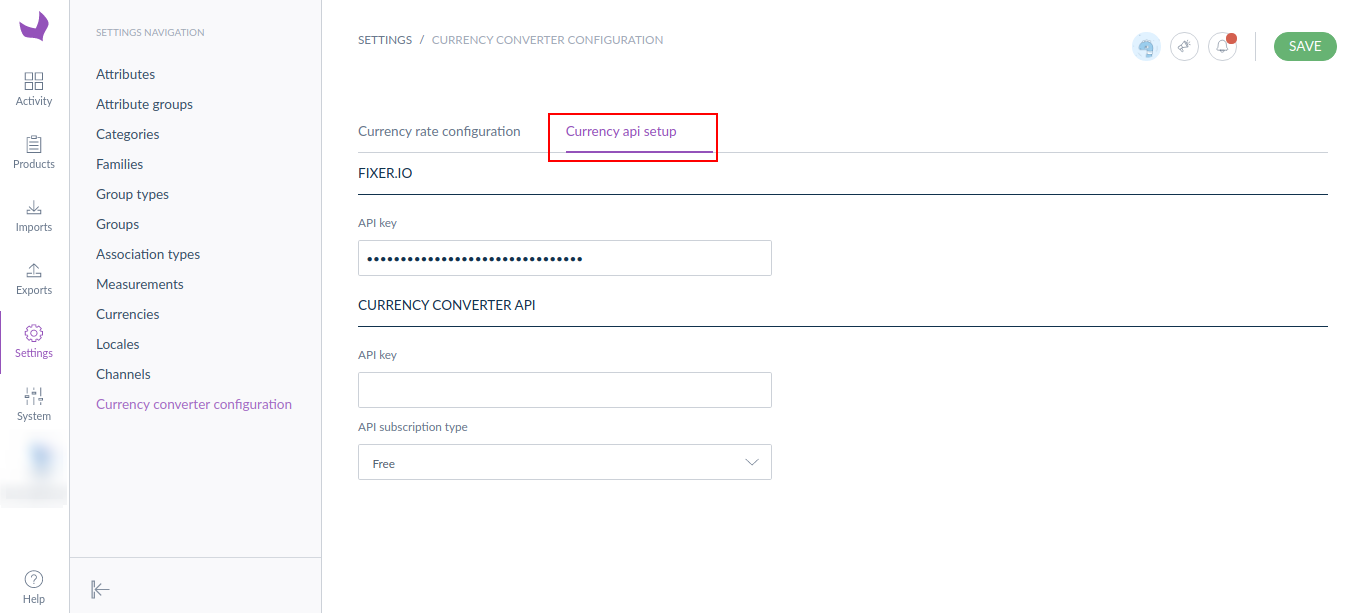 Activity
Products
Imports
Exports
Settings
System
Help
SETTINGS NAVIGATION
Attributes
Attribute groups
Categories
Families
Group types
Groups
Association types
Measurements
Currencies
Locales
Channels
Currency converter configuration
SETTINGS / CURRENCY CONVERTER CONFIGURATION
SAVE
Currency rate configuration Currency api setup
FIXER.IO
API key
••••••••••••••••••••••••••••••••
CURRENCY CONVERTER API
API key
API subscription type
Free